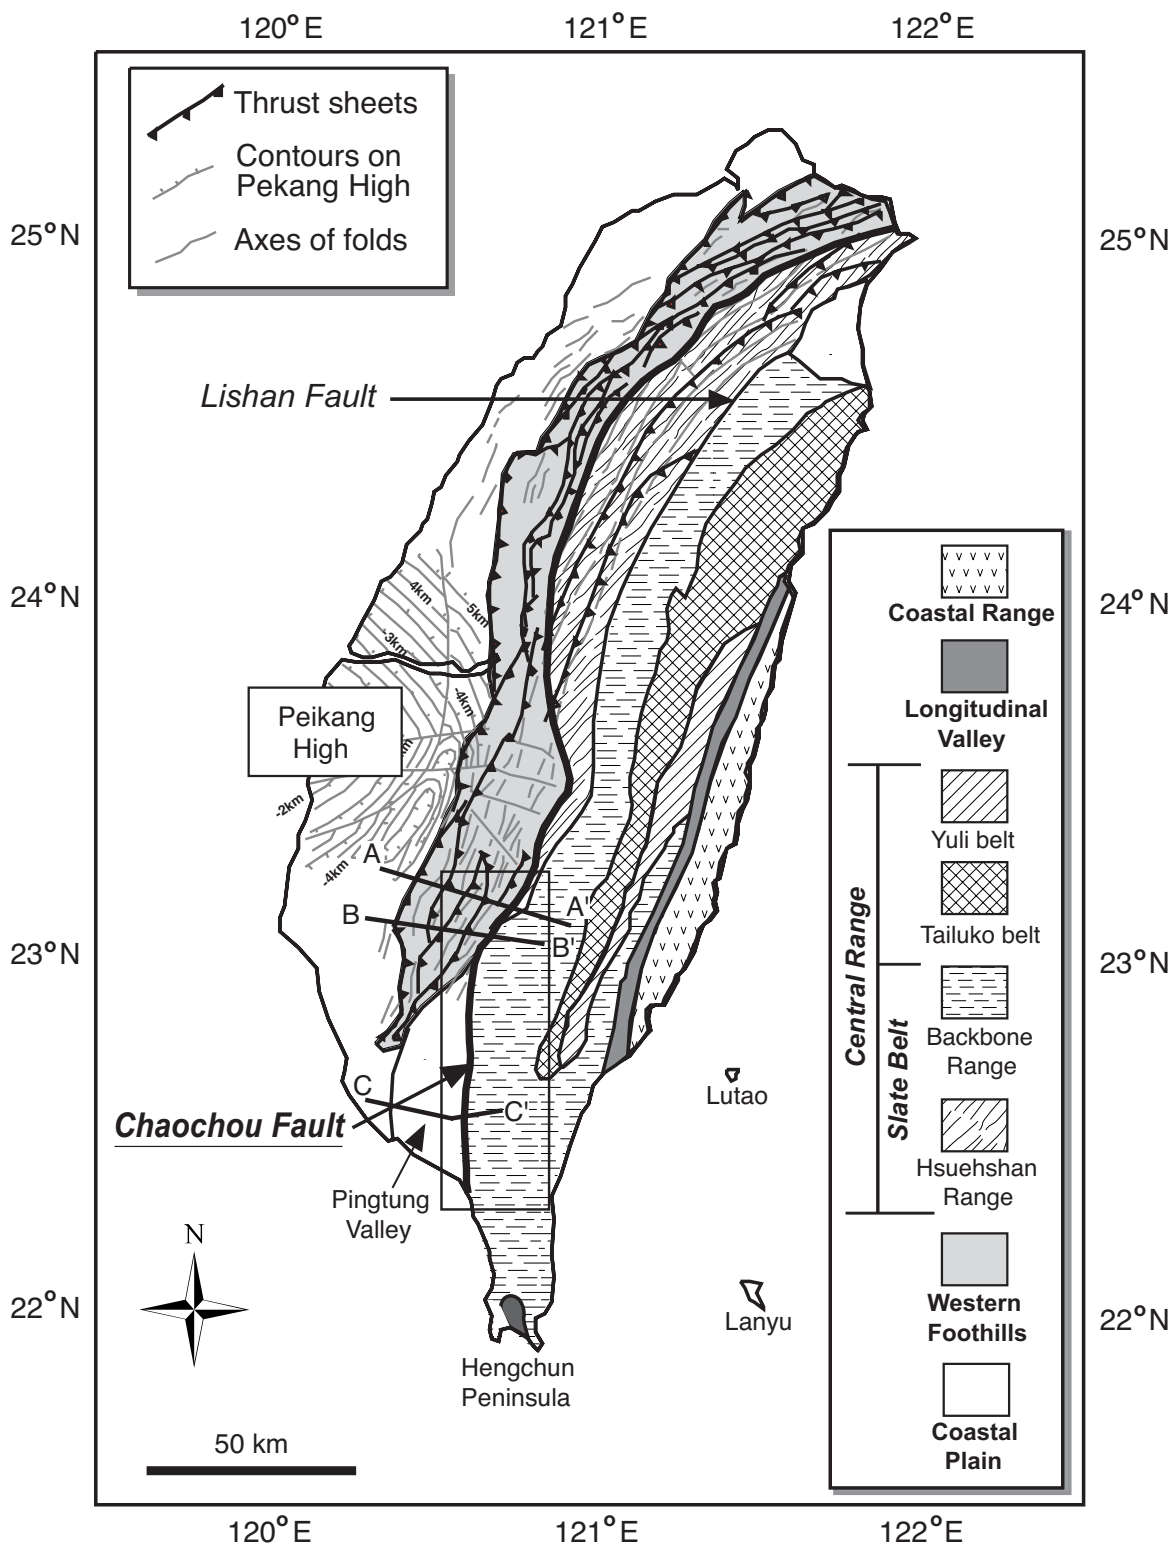 120°E 121°E 122°E
Thrust sheets
Contours on
Pekang High
Axes of folds
25°N
25°N
Lishan Fault
24°N
24°N
4km
5km
-3km
-4km
Peikang
High
-2km
-4km
A
A'
B
B'
23°N
23°N
C
C'
Chaochou Fault
Pingtung
Valley
Lutao
Lanyu
N
22°N
22°N
Hengchun
Peninsula
50 km
Coastal Range
Longitudinal
Valley
Yuli belt
Tailuko belt
Backbone
Range
Hsuehshan
Range
Central Range
Slate Belt
Western
Foothills
Coastal
Plain
120°E 121°E 122°E